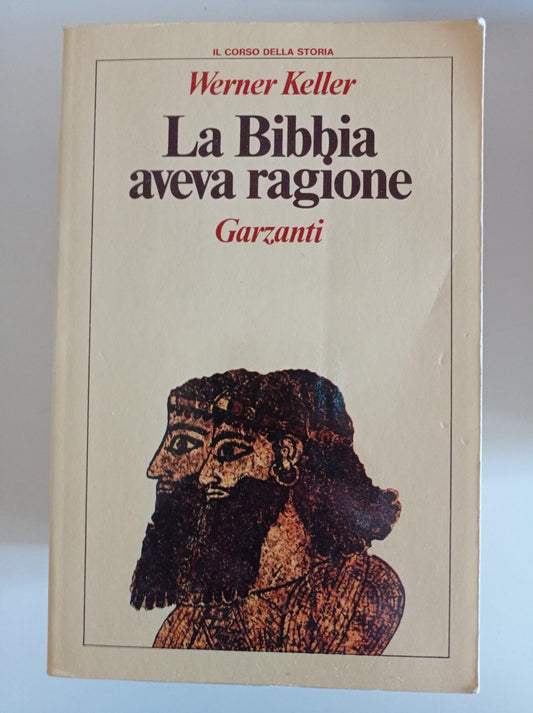 IL CORSO DELLA STORIA
Werner Keller
La Bibbia
aveva ragione
Garzanti